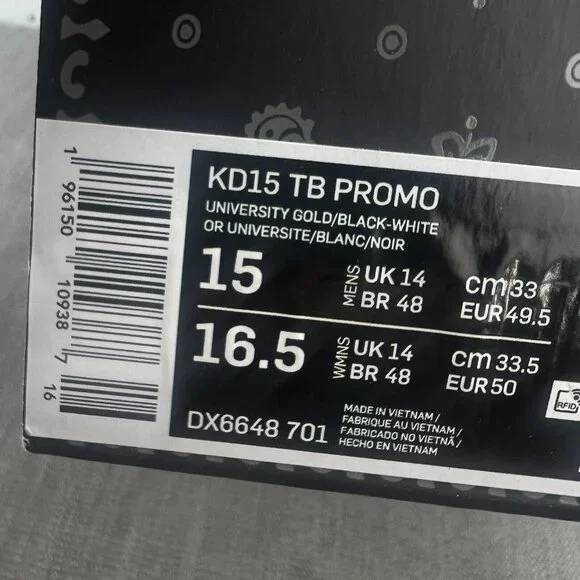 KD15 TB PROMO
UNIVERSITY GOLD/BLACK-WHITE
OR UNIVERSITE/BLANC/NOIR
15
MENS
UK 14
BR 48
cm 33
EUR 49.5
16.5
WMNS
UK 14
BR 48
cm 33.5
EUR 50
DX6648 701
MADE IN VIETNAM /
FABRIQUE AU VIETNAM /
FABRICADO NO VIETNÃ /
HECHO EN VIETNAM
RFID
1 96150 10938 7 16